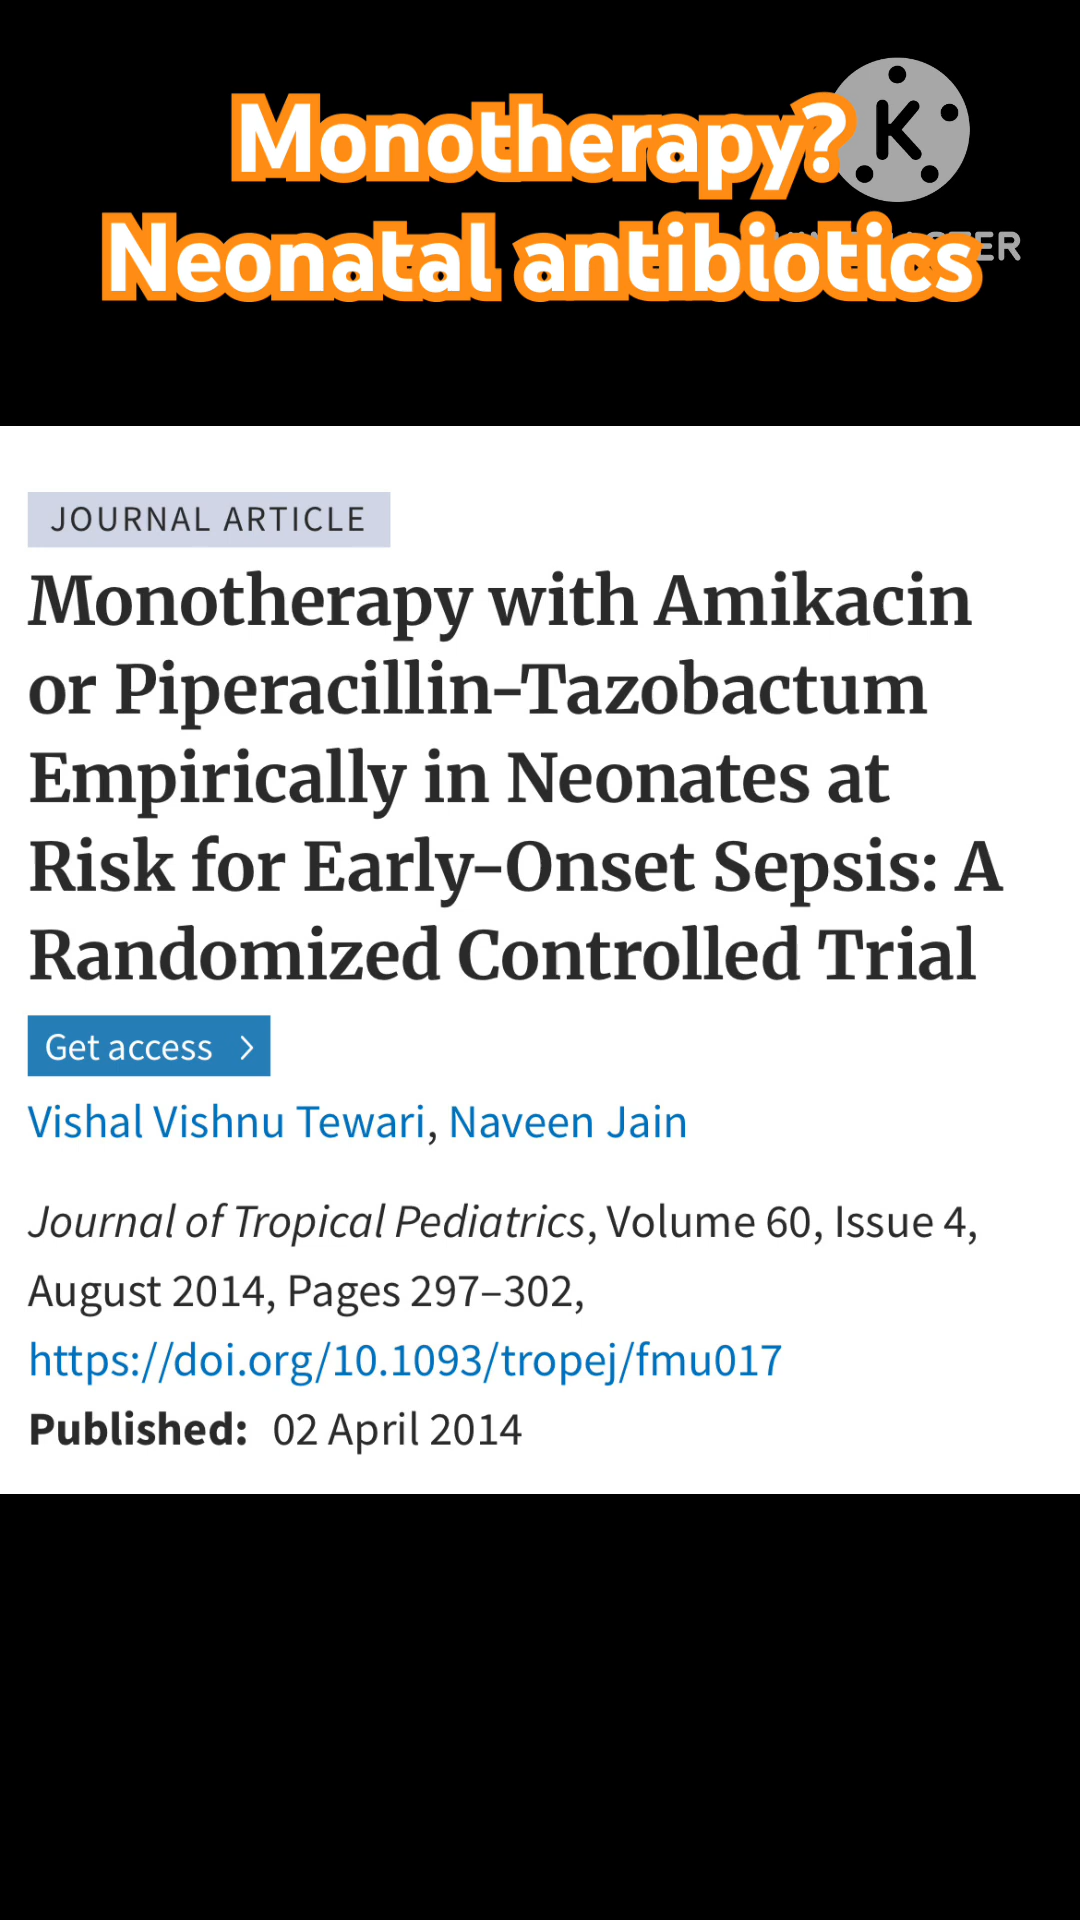 Monotherapy?
K
Neonatal antibiotics
JOURNAL ARTICLE
Monotherapy with Amikacin
or Piperacillin-Tazobactum
Empirically in Neonates at
Risk for Early-Onset Sepsis: A
Randomized Controlled Trial
Get access >
Vishal Vishnu Tewari, Naveen Jain
Journal of Tropical Pediatrics, Volume 60, Issue 4,
August 2014, Pages 297–302,
https://doi.org/10.1093/tropej/fmu017
Published: 02 April 2014